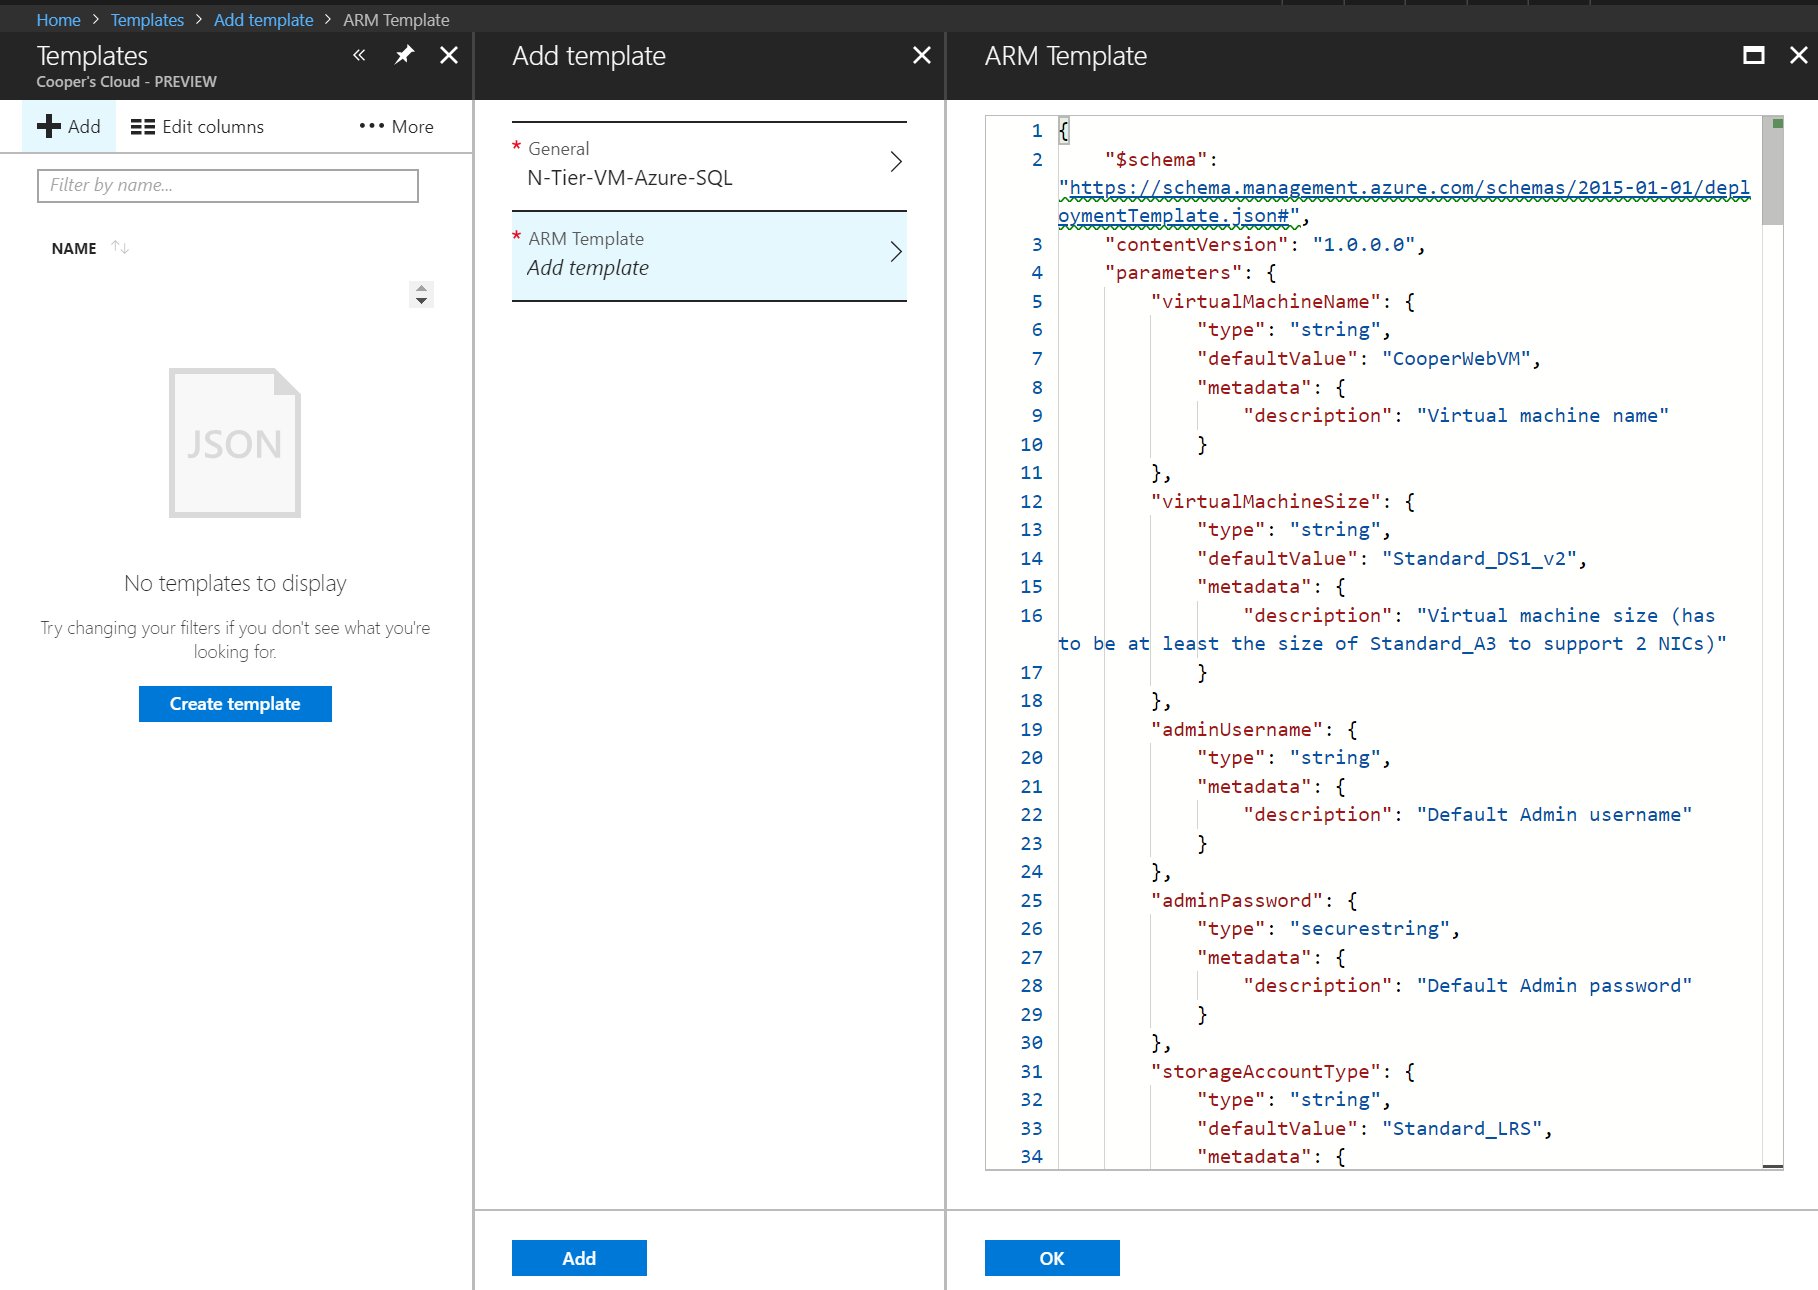 Home > Templates > Add template > ARM Template
Templates
Cooper's Cloud - PREVIEW
Add
Edit columns
••• More
Filter by name...
NAME
JSON
No templates to display
Try changing your filters if you don't see what you're
looking for.
Create template
Add template
* General
N-Tier-VM-Azure-SQL
* ARM Template
Add template
Add
ARM Template
1 {
2 "$schema":
"https://schema.management.azure.com/schemas/2015-01-01/depl
oymentTemplate.json#",
3 "contentVersion": "1.0.0.0",
4 "parameters": {
5 "virtualMachineName": {
6 "type": "string",
7 "defaultValue": "CooperWebVM",
8 "metadata": {
9 "description": "Virtual machine name"
10 }
11 },
12 "virtualMachineSize": {
13 "type": "string",
14 "defaultValue": "Standard_DS1_v2",
15 "metadata": {
16 "description": "Virtual machine size (has
to be at least the size of Standard_A3 to support 2 NICs)"
17 }
18 },
19 "adminUsername": {
20 "type": "string",
21 "metadata": {
22 "description": "Default Admin username"
23 }
24 },
25 "adminPassword": {
26 "type": "securestring",
27 "metadata": {
28 "description": "Default Admin password"
29 }
30 },
31 "storageAccountType": {
32 "type": "string",
33 "defaultValue": "Standard_LRS",
34 "metadata": {
OK